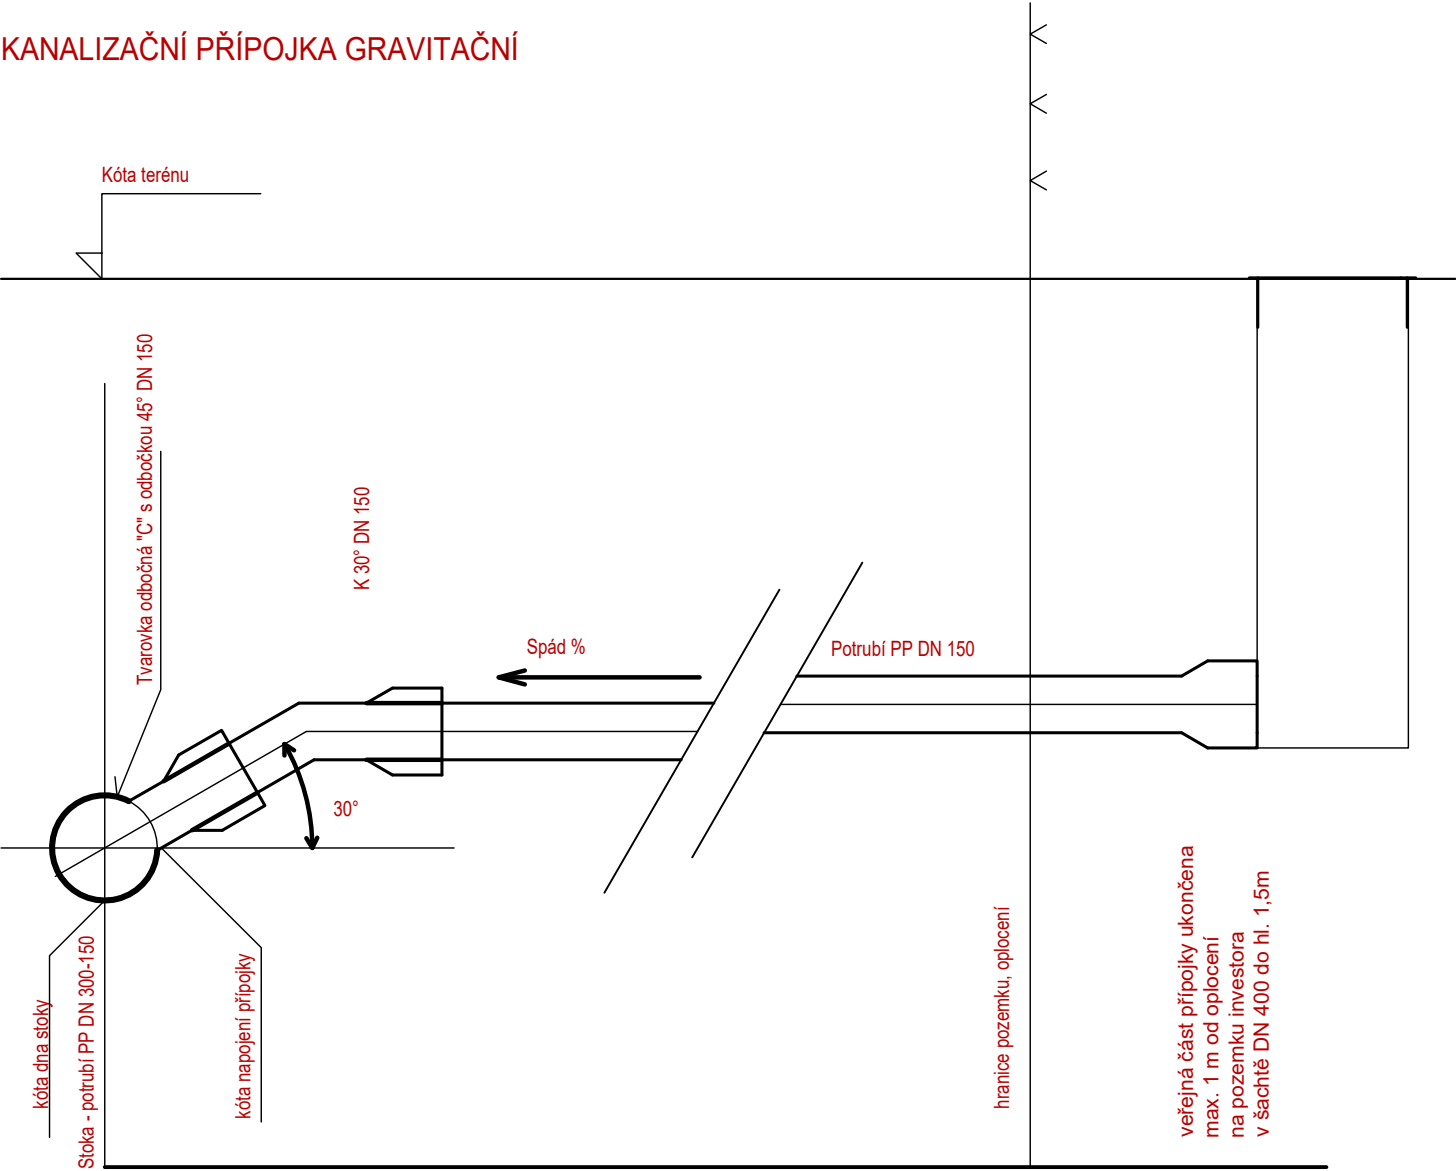 KANALIZAČNÍ PŘÍPOJKA GRAVITAČNÍ
Kóta terénu
Tvarovka odbočná "C" s odbočkou 45° DN 150
K 30° DN 150
Spád %
Potrubí PP DN 150
30°
kóta dna stoky
Stoka - potrubí PP DN 300-150
kóta napojení přípojky
hranice pozemku, oplocení
veřejná část přípojky ukončena
max. 1 m od oplocení
na pozemku investora
v šachtě DN 400 do hl. 1,5m